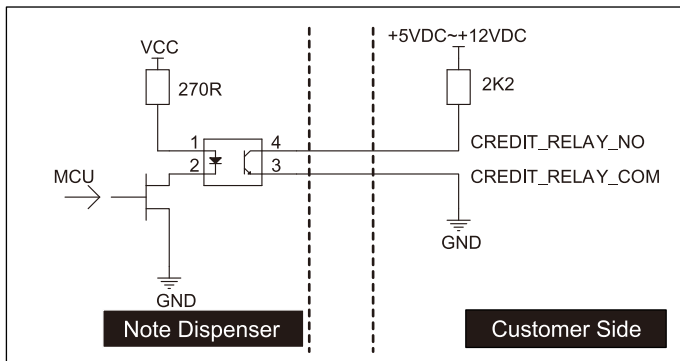 VCC
+5VDC~+12VDC
270R
2K2
1
4
CREDIT_RELAY_NO
2
3
CREDIT_RELAY_COM
MCU
GND
GND
Note Dispenser
Customer Side